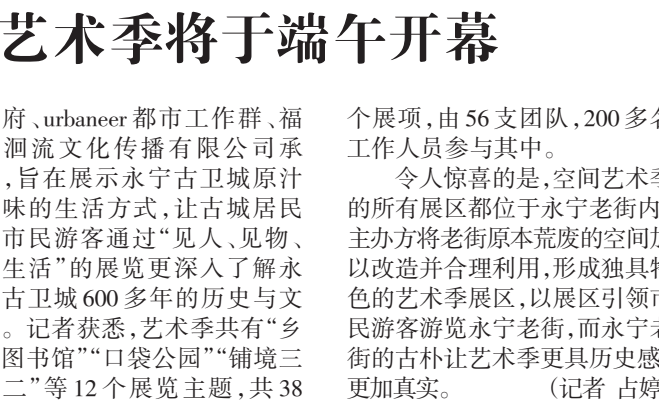 艺术季将于端午开幕
府、urbaneer都市工作群、福
洄流文化传播有限公司承
,旨在展示永宁古卫城原汁
味的生活方式,让古城居民
市民游客通过“见人、见物、
生活”的展览更深入了解永
古卫城600多年的历史与文
。记者获悉,艺术季共有“乡
图书馆”“口袋公园”“铺境三
二”等12个展览主题,共38
个展项,由56支团队,200多名
工作人员参与其中。
令人惊喜的是,空间艺术季
的所有展区都位于永宁老街内
主办方将老街原本荒废的空间加
以改造并合理利用,形成独具特
色的艺术季展区,以展区引领市
民游客游览永宁老街,而永宁老
街的古朴让艺术季更具历史感
更加真实。 (记者 占婷